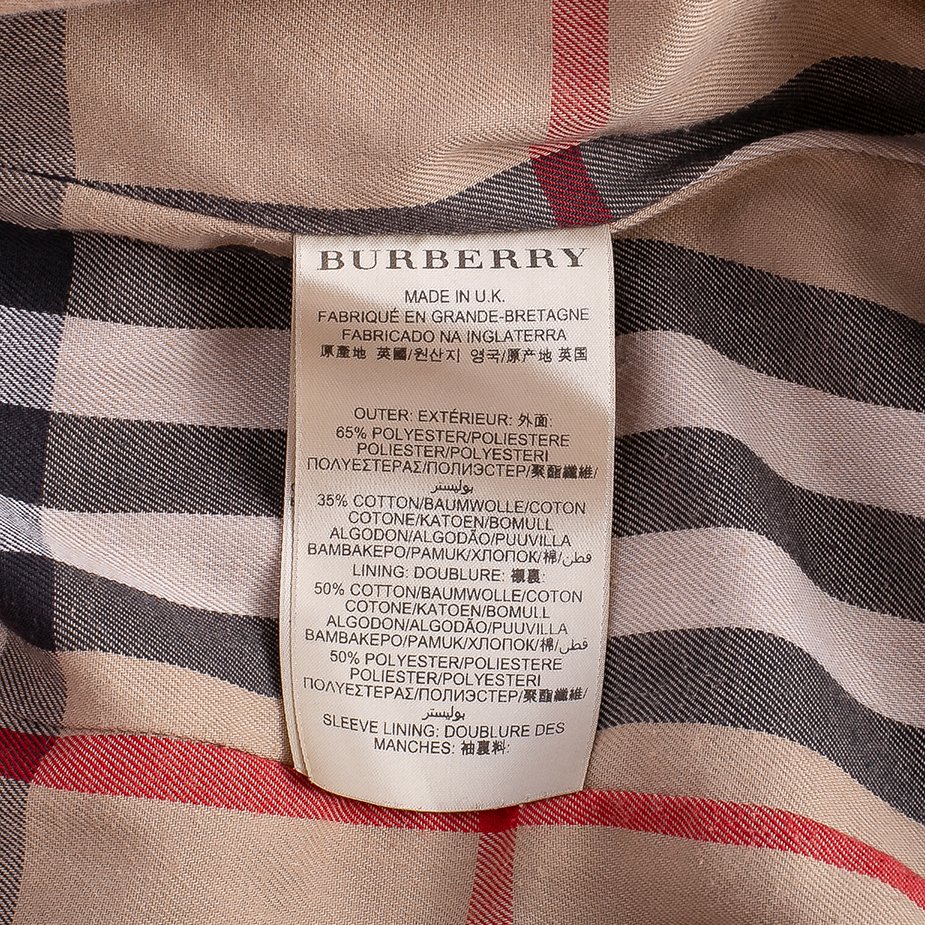 BURBERRY
MADE IN U.K.
FABRIQUÉ EN GRANDE-BRETAGNE
FABRICADO NA INGLATERRA
原產地 英國/원산지 영국/原产地 英国
OUTER: EXTÉRIEUR: 外面:
65% POLYESTER/POLIESTERE
POLIESTER/POLYESTERI
ΠΟΛΥΕΣΤΕΡΑΣ/ПОЛИЭСТЕР/聚酯纖維/
بوليستر
35% COTTON/BAUMWOLLE/COTON
COTONE/KATOEN/BOMULL
ALGODON/ALGODÃO/PUUVILLA
ΒΑΜΒΑΚΕΡΟ/PAMUK/ХЛОПОК/棉/قطن/
LINING: DOUBLURE: 襯裏:
50% COTTON/BAUMWOLLE/COTON
COTONE/KATOEN/BOMULL
ALGODON/ALGODÃO/PUUVILLA
ΒΑΜΒΑΚΕΡΟ/PAMUK/ХЛОПОК/棉/قطن/
50% POLYESTER/POLIESTERE
POLIESTER/POLYESTERI
ΠΟΛΥΕΣΤΕΡΑΣ/ПОЛИЭСТЕР/聚酯纖維/
بوليستر
SLEEVE LINING: DOUBLURE DES
MANCHES: 袖裏料: